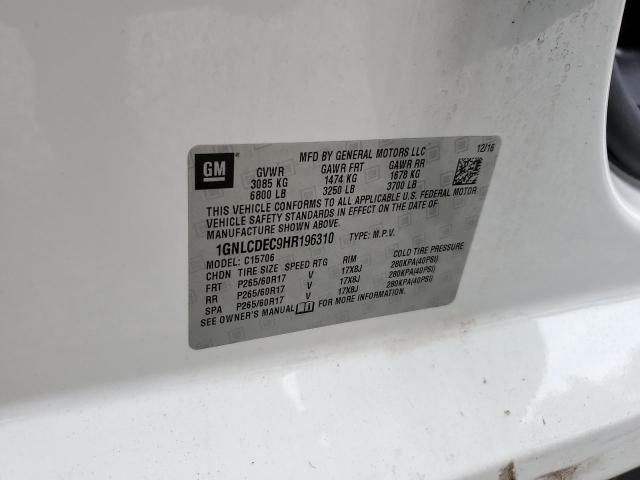 GM
MFD BY GENERAL MOTORS LLC
12/16
GVWR GAWR FRT GAWR RR
3085 KG 1474 KG 1678 KG
6800 LB 3250 LB 3700 LB
THIS VEHICLE CONFORMS TO ALL APPLICABLE U.S. FEDERAL MOTOR
VEHICLE SAFETY STANDARDS IN EFFECT ON THE DATE OF
MANUFACTURE SHOWN ABOVE.
1GNLCDEC9HR196310 TYPE: M.P.V.
MODEL: C15706
CHDN TIRE SIZE SPEED RTG RIM COLD TIRE PRESSURE
FRT P265/60R17 V 17X8J 280KPA(40PSI)
RR P265/60R17 V 17X8J 280KPA(40PSI)
SPA P265/60R17 V 17X8J 280KPA(40PSI)
SEE OWNER'S MANUAL FOR MORE INFORMATION.